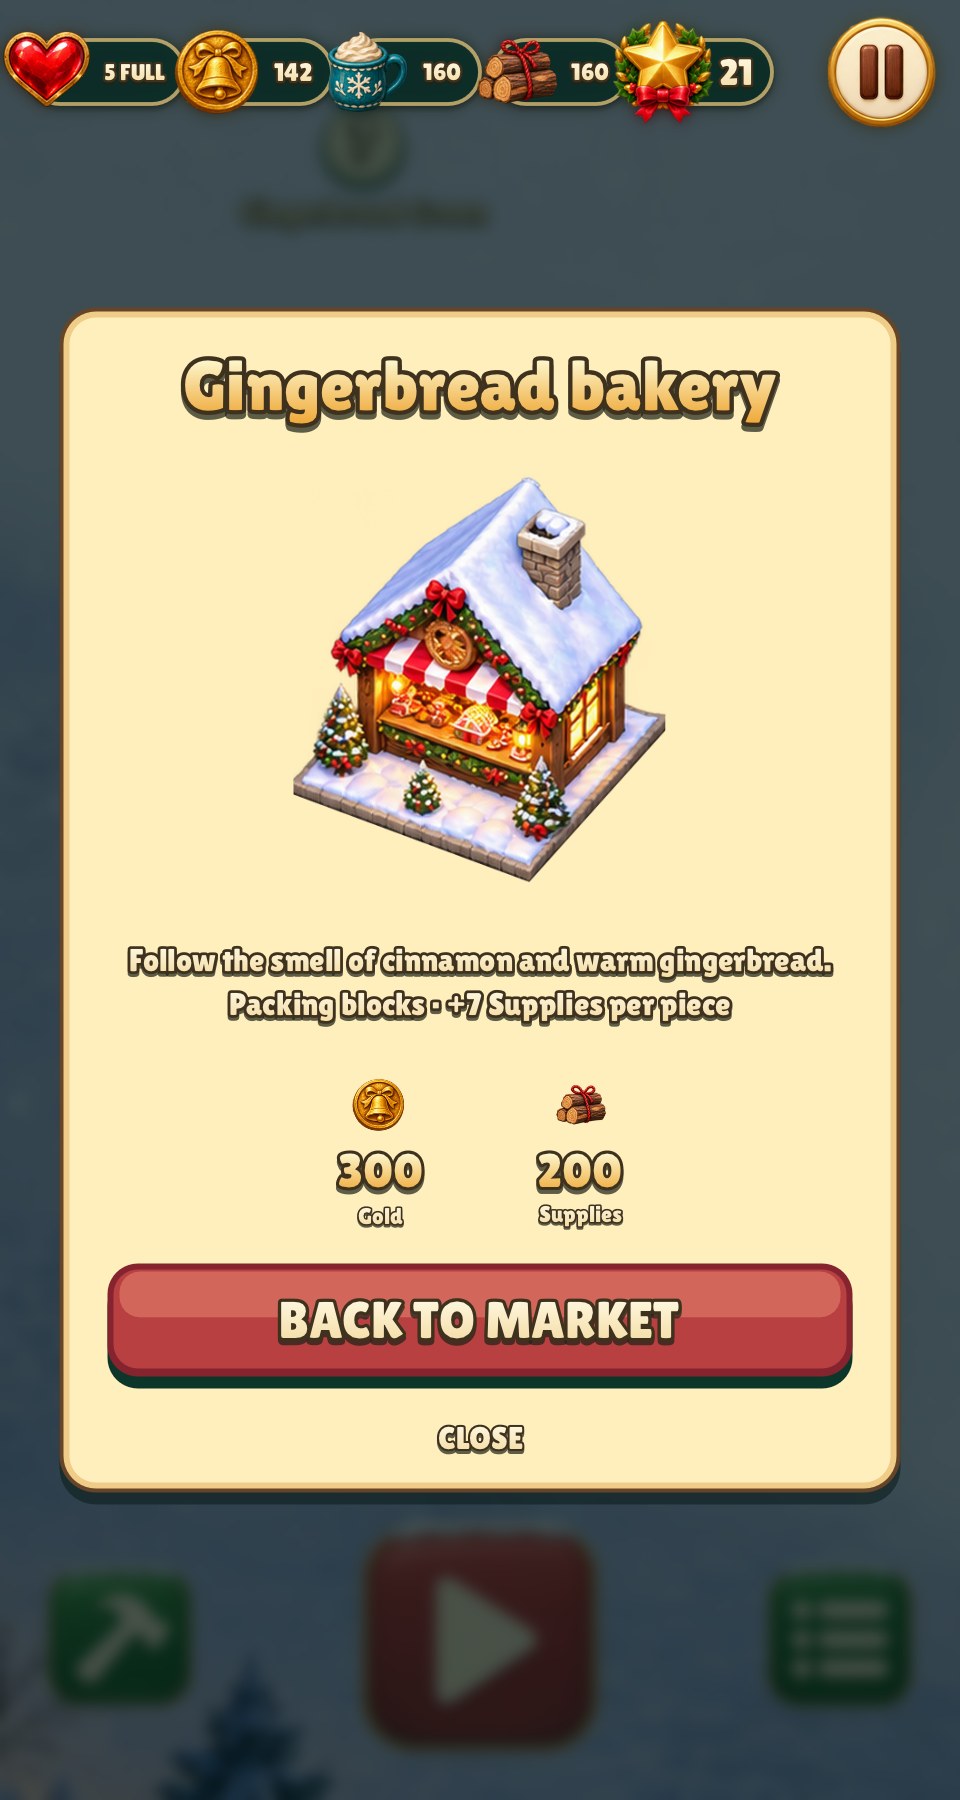 5 FULL
142
160
160
21
Gingerbread bakery
Follow the smell of cinnamon and warm gingerbread.
Packing blocks · +7 Supplies per piece
300
200
Gold
Supplies
BACK TO MARKET
CLOSE